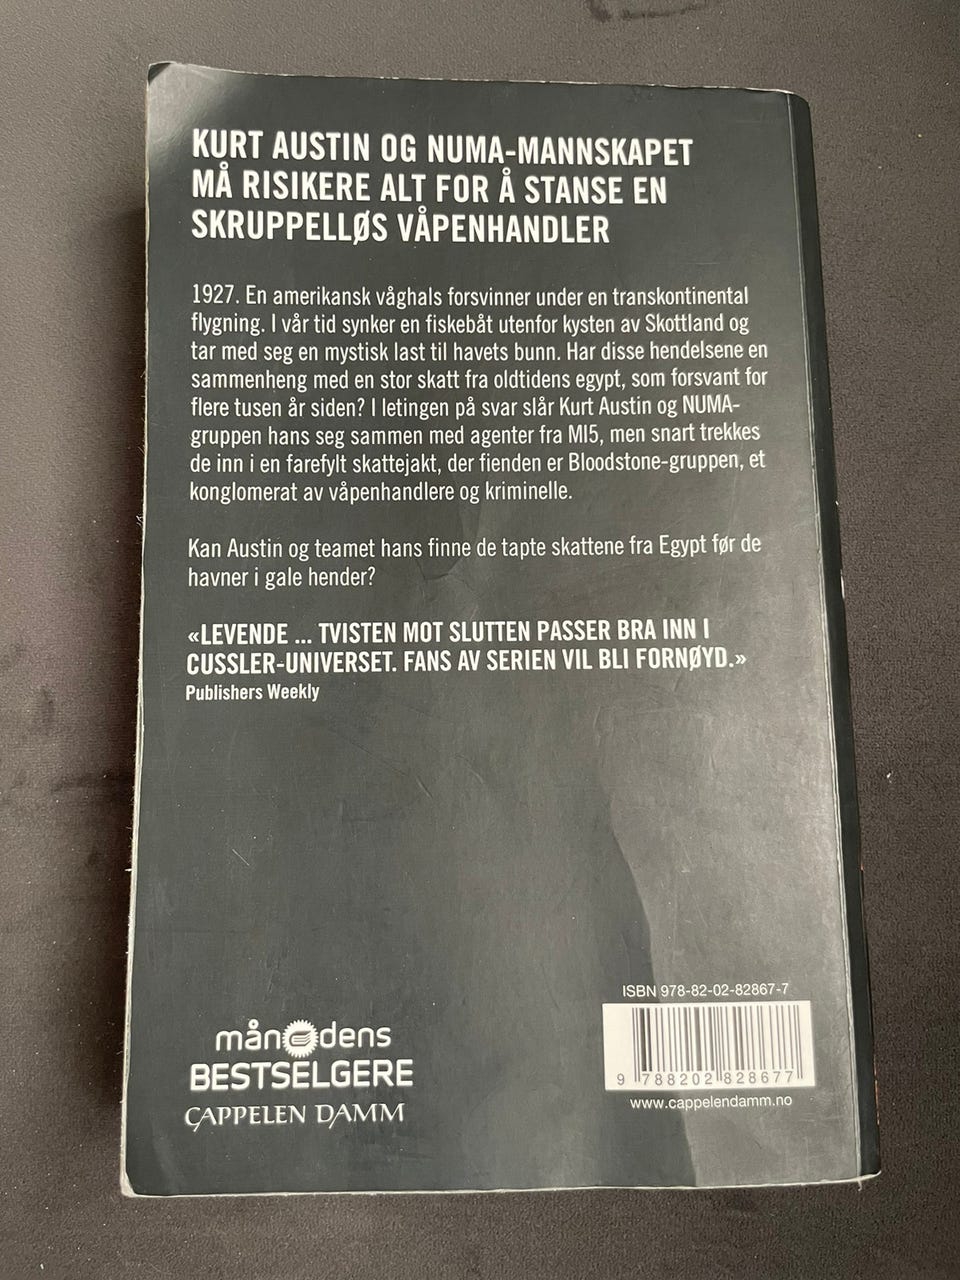 KURT AUSTIN OG NUMA-MANNSKAPET
MÅ RISIKERE ALT FOR Å STANSE EN
SKRUPPELLØS VÅPENHANDLER
1927. En amerikansk våghals forsvinner under en transkontinental
flygning. I vår tid synker en fiskebåt utenfor kysten av Skottland og
tar med seg en mystisk last til havets bunn. Har disse hendelsene en
sammenheng med en stor skatt fra oldtidens egypt, som forsvant for
flere tusen år siden? I letingen på svar slår Kurt Austin og NUMA-
gruppen hans seg sammen med agenter fra MI5, men snart trekkes
de inn i en farefylt skattejakt, der fienden er Bloodstone-gruppen, et
konglomerat av våpenhandlere og kriminelle.
Kan Austin og teamet hans finne de tapte skattene fra Egypt før de
havner i gale hender?
«LEVENDE ... TVISTEN MOT SLUTTEN PASSER BRA INN I
CUSSLER-UNIVERSET. FANS AV SERIEN VIL BLI FORNØYD.»
Publishers Weekly
ISBN 978-82-02-82867-7
9 788202 828677
www.cappelendamm.no
månedens
BESTSELGERE
CAPPELEN DAMM